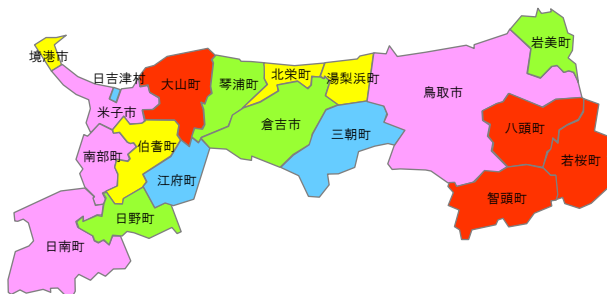 岩美町
境港市
日吉津村
大山町
琴浦町
北栄町
湯梨浜町
鳥取市
米子市
倉吉市
八頭町
三朝町
南部町
伯耆町
若桜町
江府町
智頭町
日野町
日南町